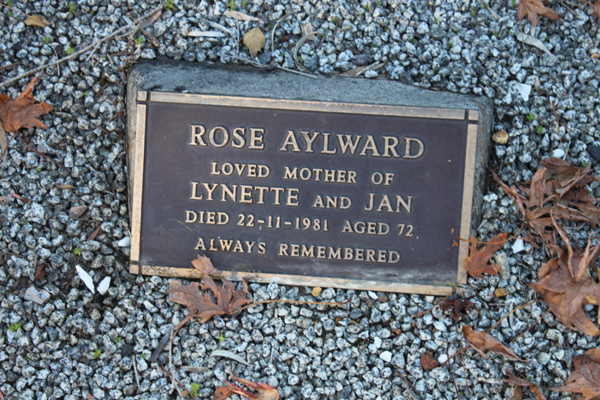 ROSE AYLWARD
LOVED MOTHER OF
LYNETTE AND JAN
DIED 22-11-1981 AGED 72
ALWAYS REMEMBERED